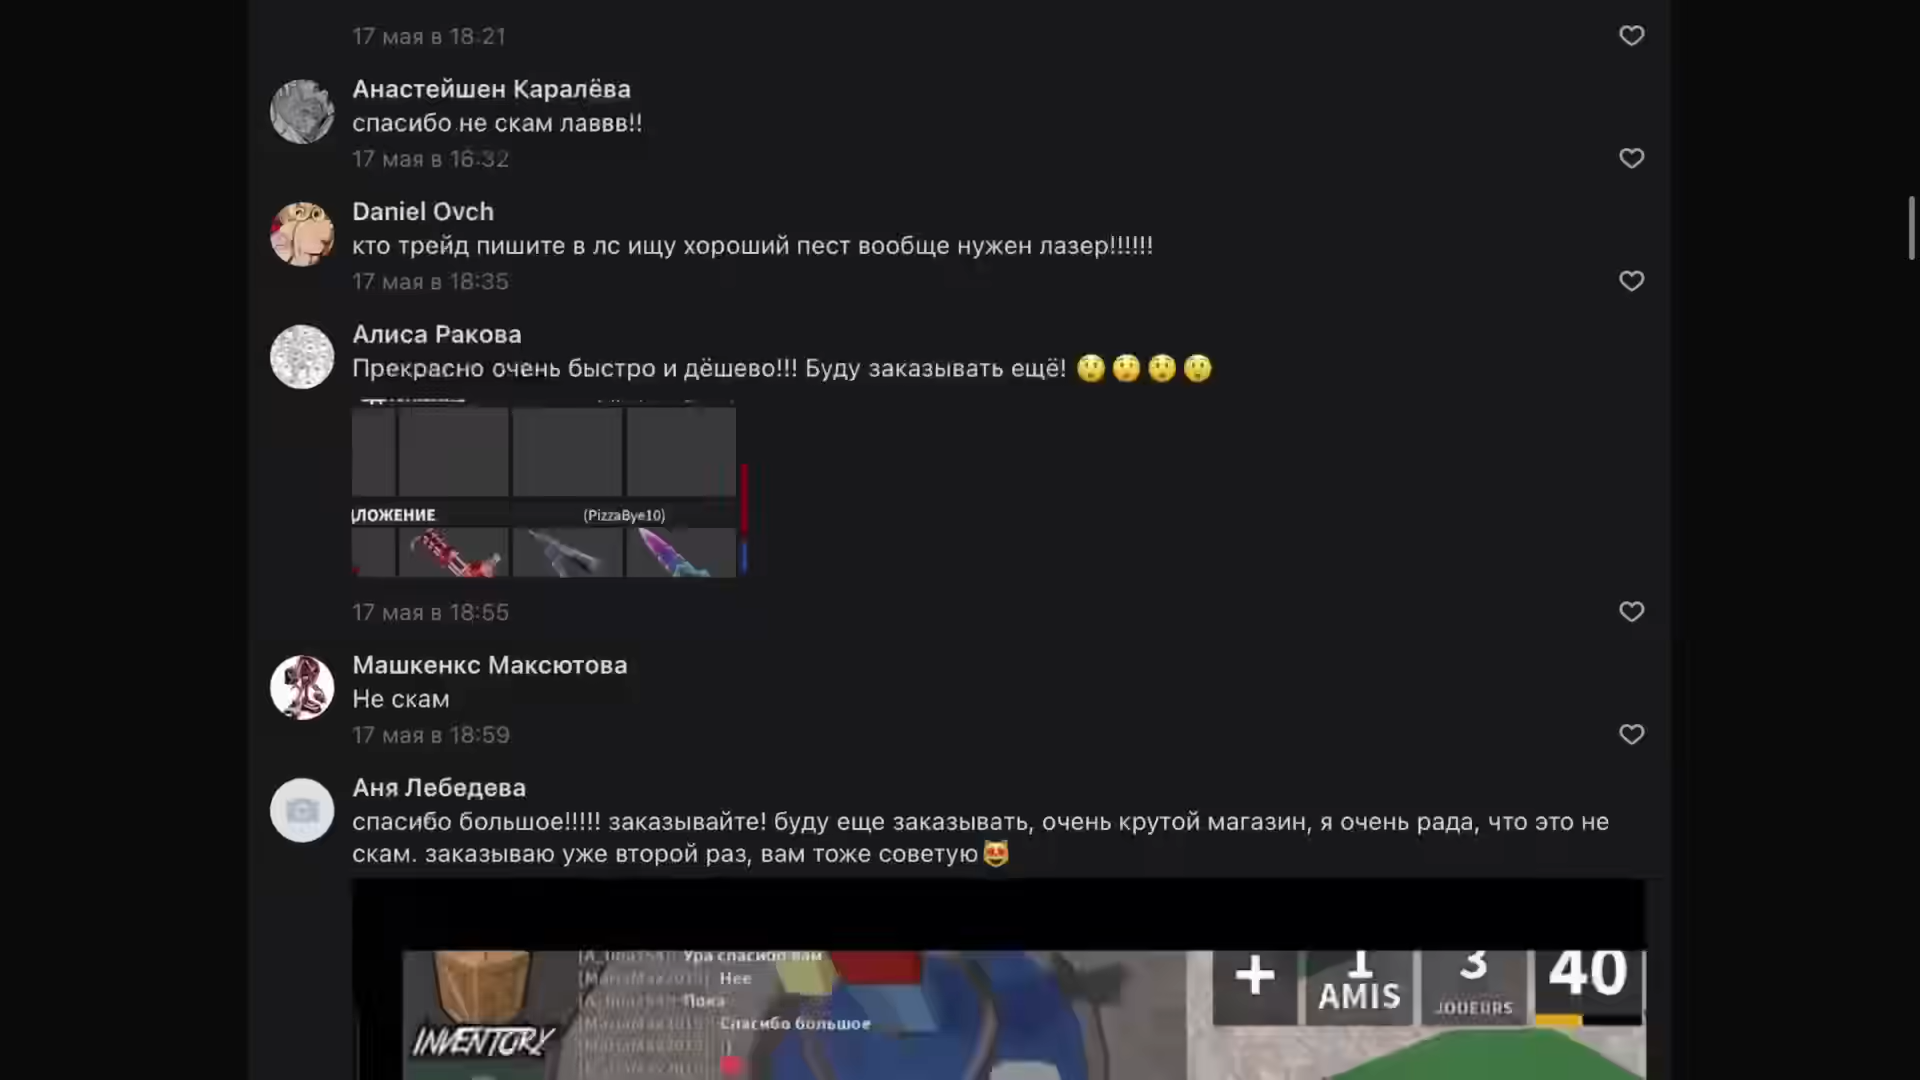 17 мая в 18:21
Анастейшен Каралёва
спасибо не скам лаввв!!
17 мая в 16:32
Daniel Ovch
кто трейд пишите в лс ищу хороший пест вообще нужен лазер!!!!!!
17 мая в 18:35
Алиса Ракова
Прекрасно очень быстро и дёшево!!! Буду заказывать ещё!
ДЛОЖЕНИЕ
(PizzaBye10)
17 мая в 18:55
Машкенкс Максютова
Не скам
17 мая в 18:59
Аня Лебедева
спасибо большое!!!!! заказывайте! буду еще заказывать, очень крутой магазин, я очень рада, что это не
скам. заказываю уже второй раз, вам тоже советую
Ура спасибо вам
Нее
Пока
Спасибо большое
INVENTORY
+
1
AMIS
3
JOUEURS
40